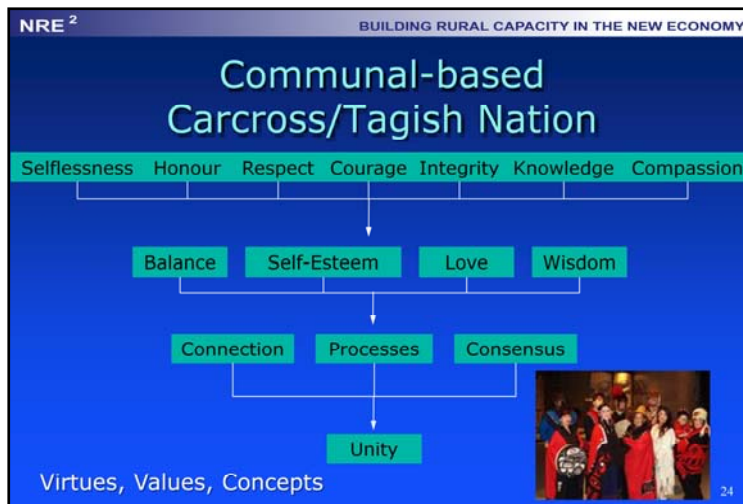 NRE ²
BUILDING RURAL CAPACITY IN THE NEW ECONOMY
Communal-based
Carcross/Tagish Nation
Selflessness Honour Respect Courage Integrity Knowledge Compassion
Balance Self-Esteem Love Wisdom
Connection Processes Consensus
Unity
Virtues, Values, Concepts
24